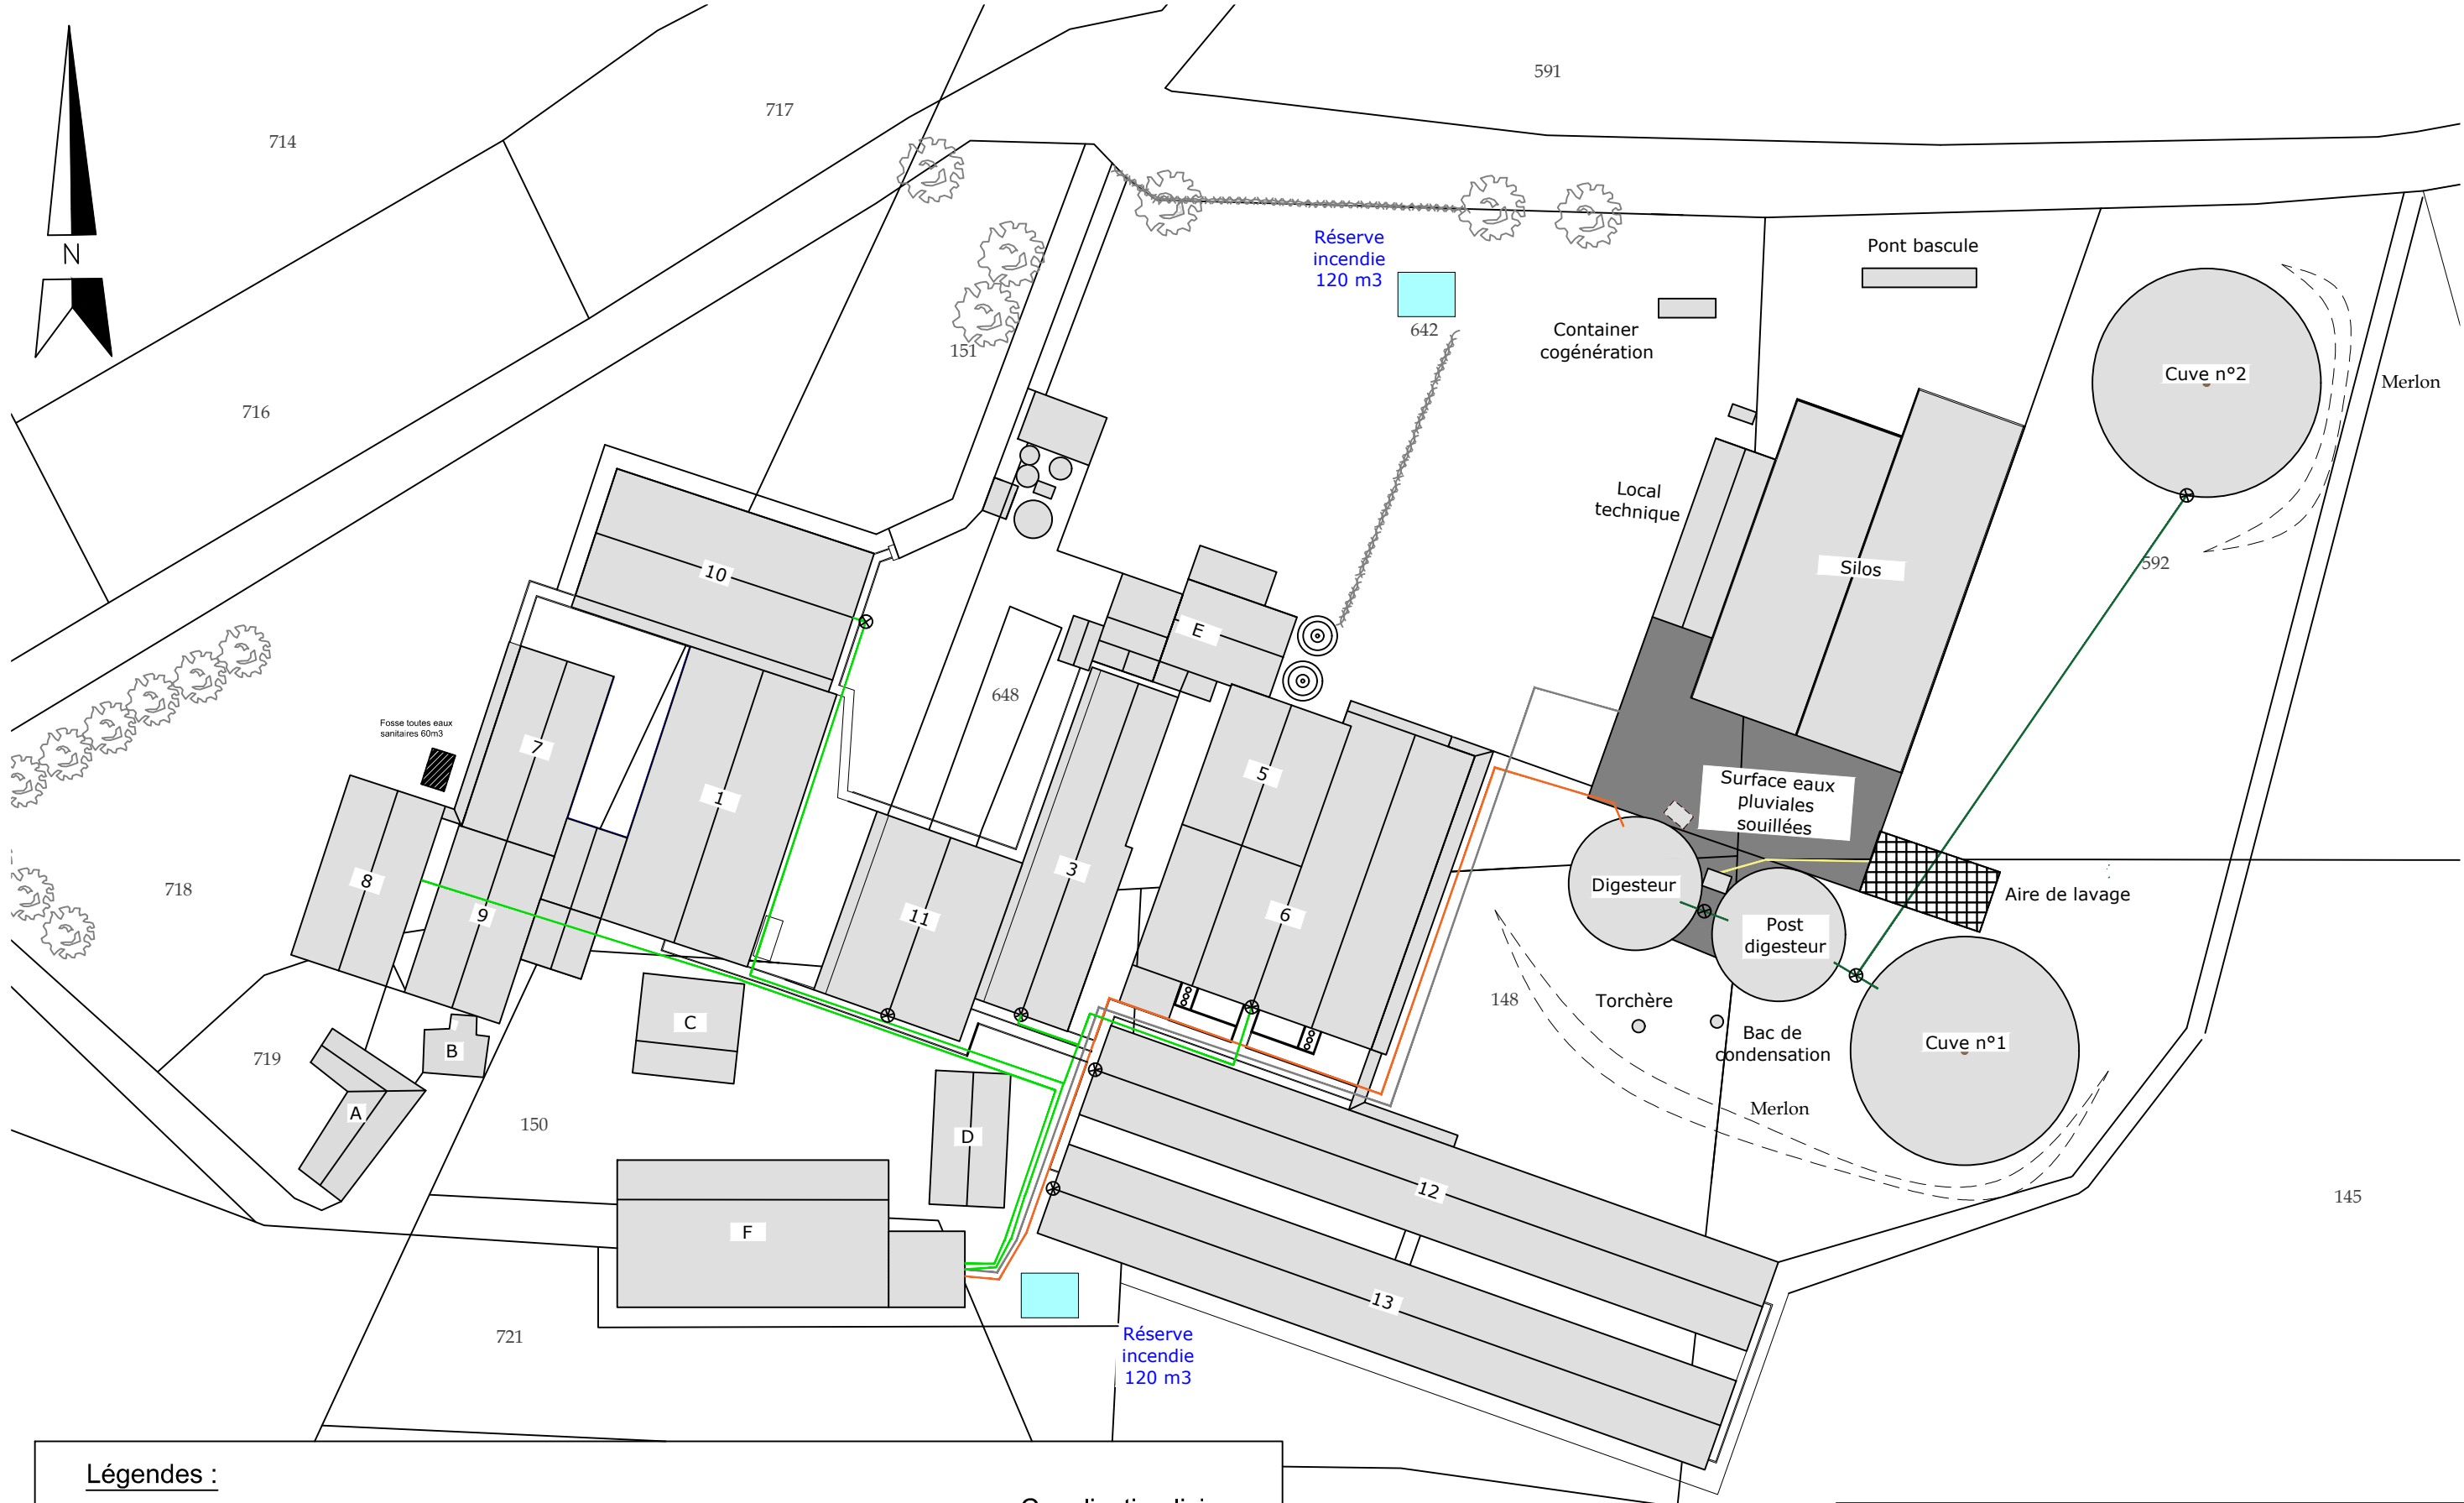 591
717
714
N
Réserve
incendie
120 m3
Pont bascule
642
Container
cogénération
151
716
Cuve n°2
Merlon
Local
technique
10
Silos
592
E
648
Fosse toutes eaux
sanitaires 60m3
7
5
1
Surface eaux
pluviales
souillées
3
8
718
9
11
6
Digesteur
Aire de lavage
Post
digesteur
148
Torchère
C
B
719
Bac de
condensation
Cuve n°1
A
150
D
Merlon
12
145
F
13
721
Réserve
incendie
120 m3
Légendes :